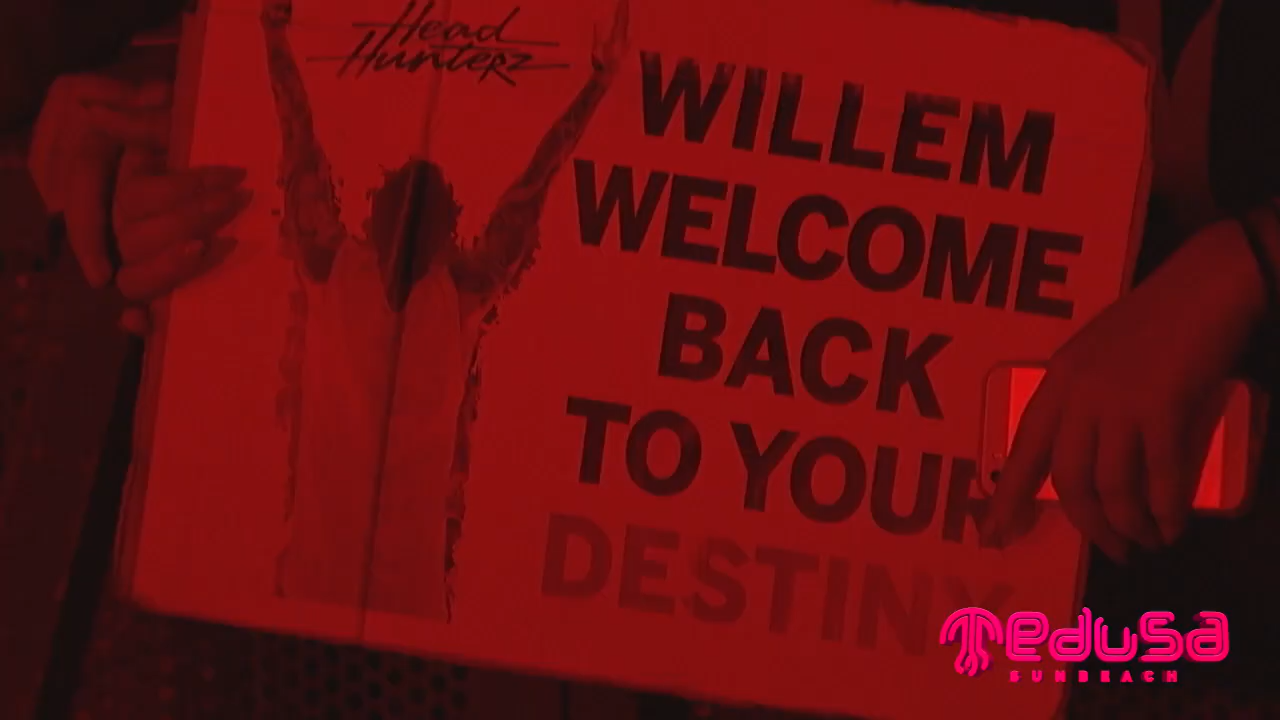 Head
Hunterz
WILLEM
WELCOME
BACK
TO YOUR
DESTINY
medusa
SUNBEACH